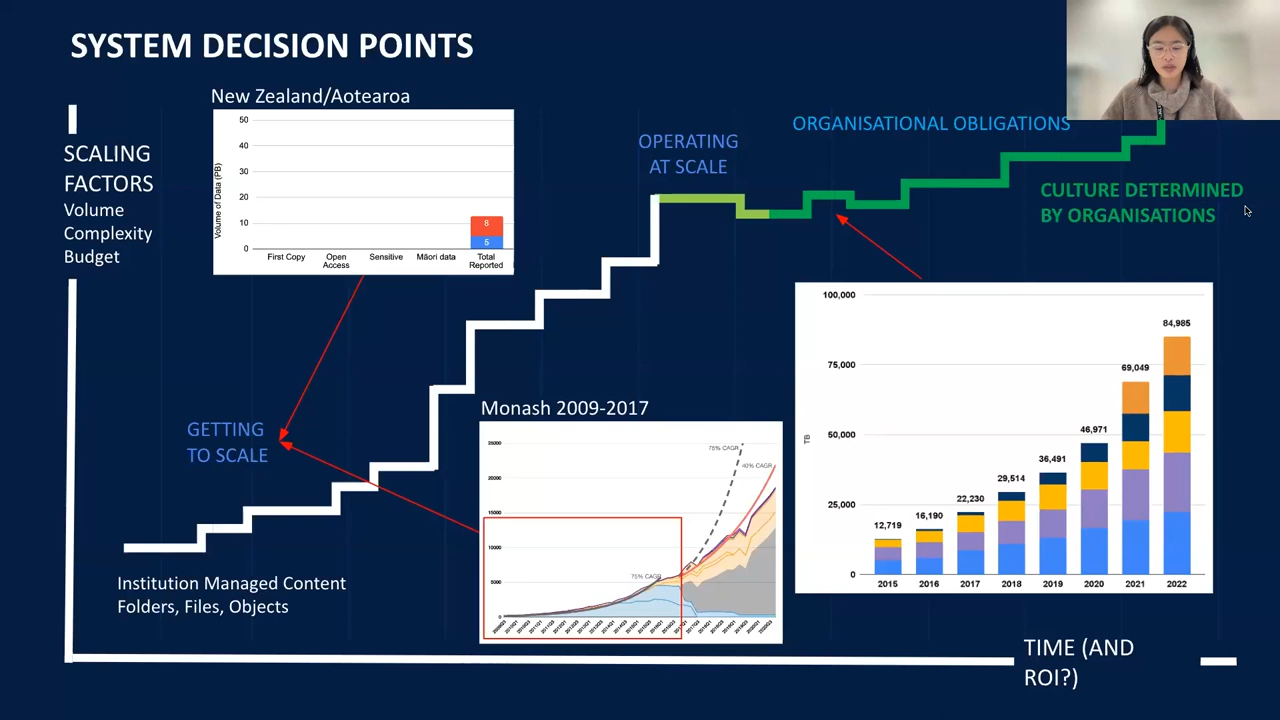 SYSTEM DECISION POINTS
New Zealand/Aotearoa
SCALING
FACTORS
Volume
Complexity
Budget
Volume of Data (PB)
50
40
30
20
10
0
8
5
First Copy
Open
Access
Sensitive
Māori data
Total
Reported
OPERATING
AT SCALE
ORGANISATIONAL OBLIGATIONS
CULTURE DETERMINED
BY ORGANISATIONS
GETTING
TO SCALE
Institution Managed Content
Folders, Files, Objects
Monash 2009-2017
25000
20000
15000
10000
5000
0
75% CAGR
40% CAGR
75% CAGR
100,000
75,000
50,000
25,000
0
TB
12,719
16,190
22,230
29,514
36,491
46,971
69,049
84,985
2015
2016
2017
2018
2019
2020
2021
2022
TIME (AND
ROI?)